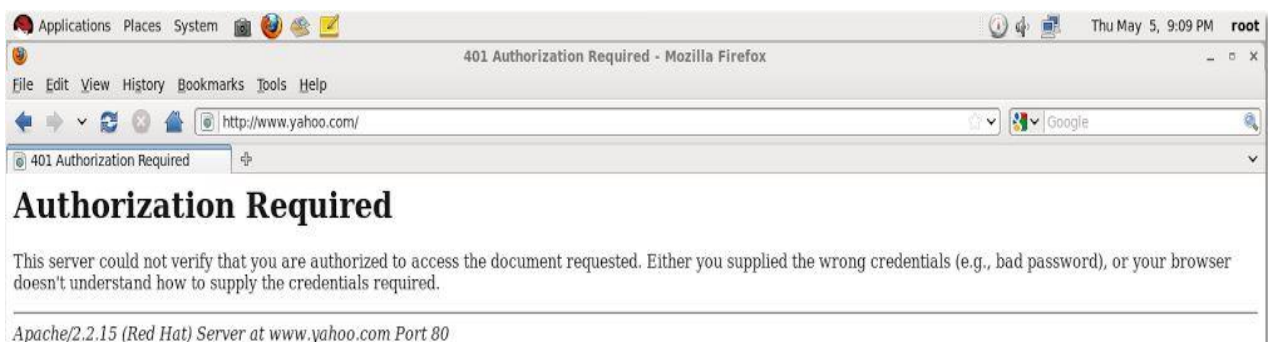 Applications Places System Thu May 5, 9:09 PM root
401 Authorization Required - Mozilla Firefox
File Edit View History Bookmarks Tools Help
http://www.yahoo.com/ Google
401 Authorization Required
Authorization Required
This server could not verify that you are authorized to access the document requested. Either you supplied the wrong credentials (e.g., bad password), or your browser
doesn't understand how to supply the credentials required.
Apache/2.2.15 (Red Hat) Server at www.yahoo.com Port 80